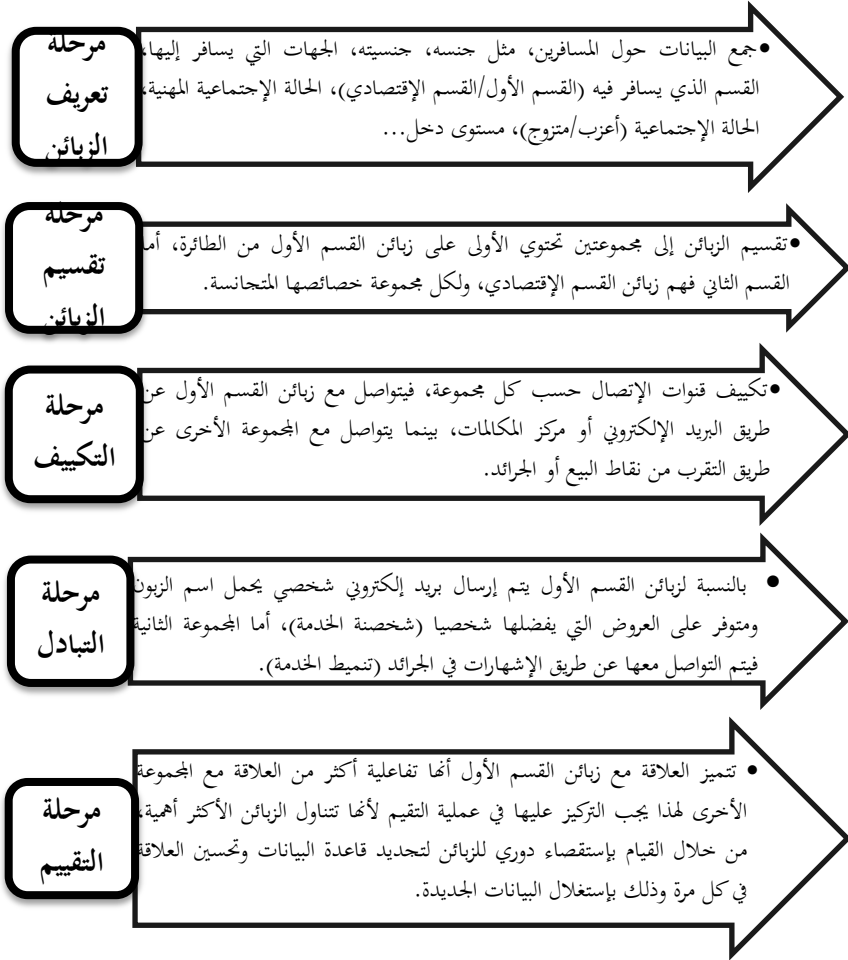 مرحلة
تعريف
الزبائن
•جمع البيانات حول المسافرين، مثل جنسه، جنسيته، الجهات التي يسافر إليها،
القسم الذي يسافر فيه (القسم الأول/القسم الإقتصادي)، الحالة الإجتماعية المهنية،
الحالة الإجتماعية (أعزب/متزوج)، مستوى دخل...
مرحلة
تقسيم
الزبائن
•تقسيم الزبائن إلى مجموعتين تحتوي الأولى على زبائن القسم الأول من الطائرة، أما
القسم الثاني فهم زبائن القسم الإقتصادي، ولكل مجموعة خصائصها المتجانسة.
مرحلة
التكييف
•تكييف قنوات الإتصال حسب كل مجموعة، فيتواصل مع زبائن القسم الأول عن
طريق البريد الإلكتروني أو مركز المكالمات، بينما يتواصل مع المجموعة الأخرى عن
طريق التقرب من نقاط البيع أو الجرائد.
مرحلة
التبادل
• بالنسبة لزبائن القسم الأول يتم إرسال بريد إلكتروني شخصي يحمل اسم الزبون
ومتوفر على العروض التي يفضلها شخصيا (شخصنة الخدمة)، أما المجموعة الثانية
فيتم التواصل معها عن طريق الإشهارات في الجرائد (تنميط الخدمة).
مرحلة
التقييم
• تتميز العلاقة مع زبائن القسم الأول أنها تفاعلية أكثر من العلاقة مع المجموعة
الأخرى لهذا يجب التركيز عليها في عملية التقيم لأنها تتناول الزبائن الأكثر أهمية،
من خلال القيام بإستقصاء دوري للزبائن لتجديد قاعدة البيانات وتحسين العلاقة
في كل مرة وذلك بإستغلال البيانات الجديدة.